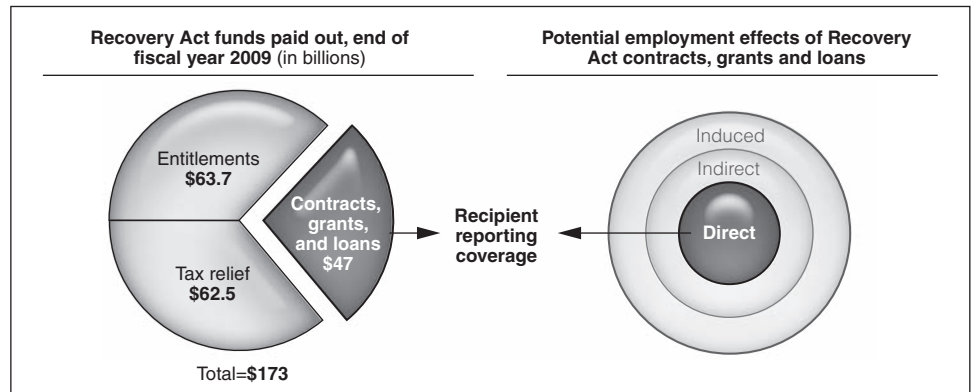 Recovery Act funds paid out, end of
fiscal year 2009 (in billions)
Entitlements
$63.7
Contracts,
grants,
and loans
$47
Tax relief
$62.5
Total=$173
Recipient
reporting
coverage
Potential employment effects of Recovery
Act contracts, grants and loans
Induced
Indirect
Direct